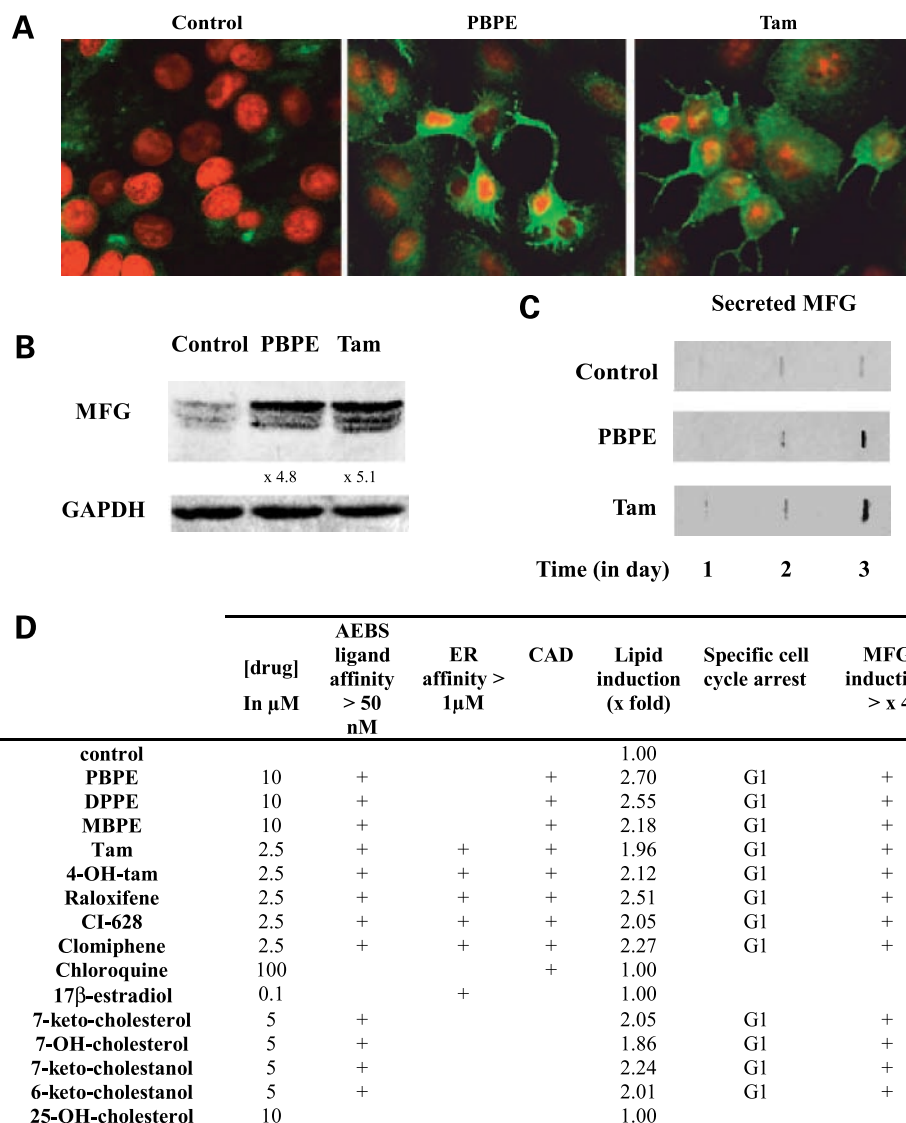 A
Control PBPE Tam
B
Control PBPE Tam
MFG
x 4.8 x 5.1
GAPDH
C
Secreted MFG
Control
PBPE
Tam
Time (in day) 1 2 3
D
[drug] In µM
AEBS ligand affinity > 50 nM
ER affinity > 1µM
CAD
Lipid induction (x fold)
Specific cell cycle arrest
MFG inducti > x 4
control 1.00
PBPE 10 + + 2.70 G1 +
DPPE 10 + + 2.55 G1 +
MBPE 10 + + 2.18 G1 +
Tam 2.5 + + + 1.96 G1 +
4-OH-tam 2.5 + + + 2.12 G1 +
Raloxifene 2.5 + + + 2.51 G1 +
CI-628 2.5 + + + 2.05 G1 +
Clomiphene 2.5 + + + 2.27 G1 +
Chloroquine 100 + 1.00
17β-estradiol 0.1 + 1.00
7-keto-cholesterol 5 + 2.05 G1 +
7-OH-cholesterol 5 + 1.86 G1 +
7-keto-cholestanol 5 + 2.24 G1 +
6-keto-cholestanol 5 + 2.01 G1 +
25-OH-cholesterol 10 1.00